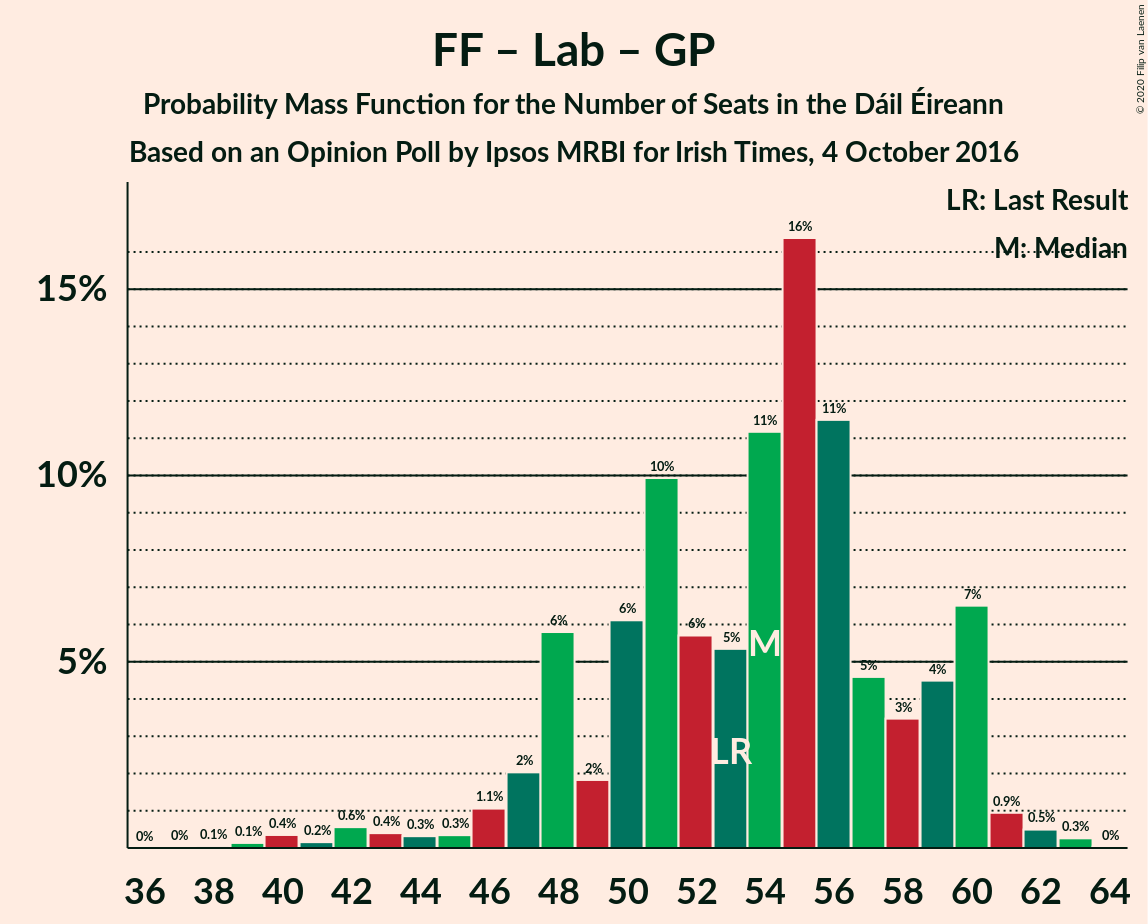 © 2020 Filip van Laenen
FF – Lab – GP
Probability Mass Function for the Number of Seats in the Dáil Éireann
Based on an Opinion Poll by Ipsos MRBI for Irish Times, 4 October 2016
LR: Last Result
M: Median
15%
10%
5%
0% 0% 0.1% 0.1% 0.4% 0.2% 0.6% 0.4% 0.3% 0.3% 1.1% 2% 6% 2% 6% 10% 6% 5% 11% 16% 11% 5% 3% 4% 7% 0.9% 0.5% 0.3% 0%
M
LR
36 38 40 42 44 46 48 50 52 54 56 58 60 62 64